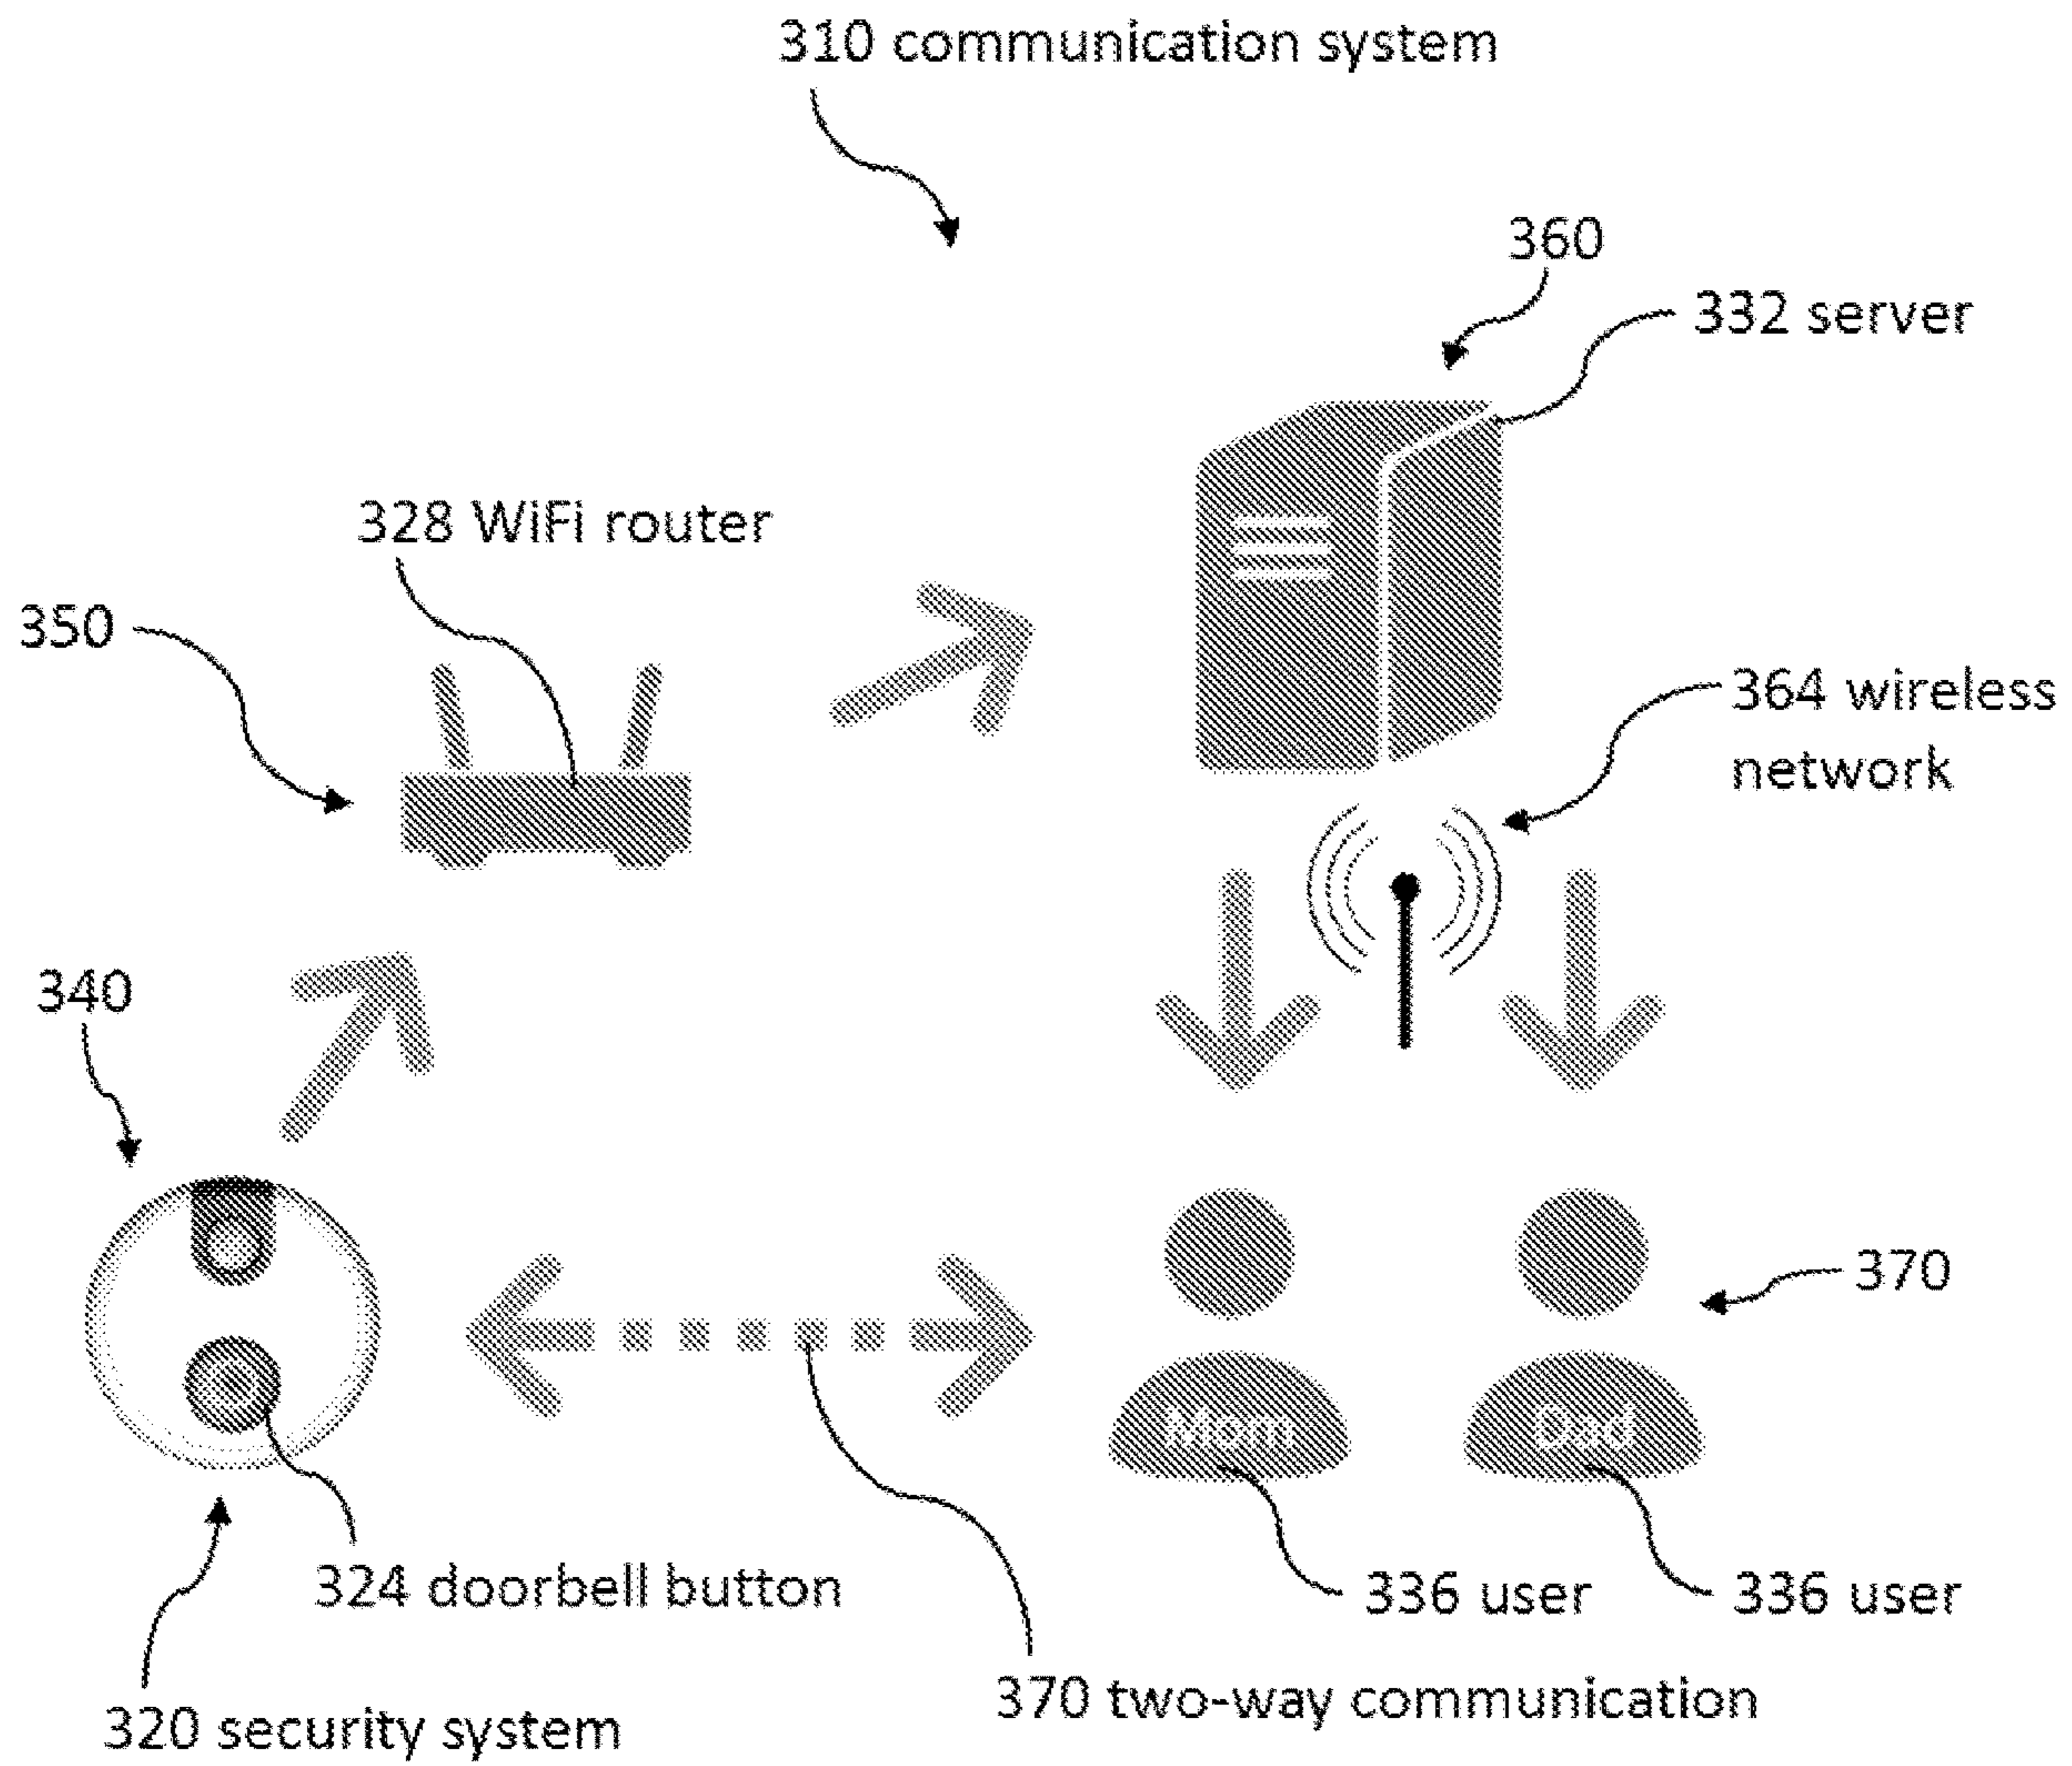 310 communication system
360
332 server
328 WiFi router
350
364 wireless
network
340
370
Mom
Dad
324 doorbell button
336 user
336 user
370 two-way communication
320 security system